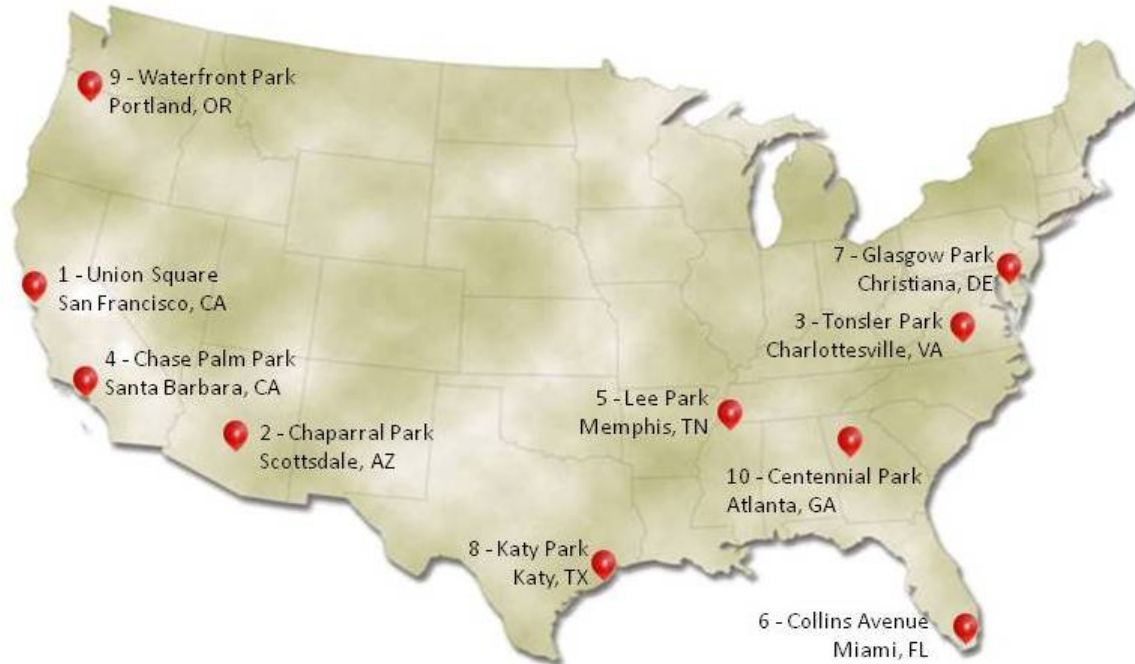 9 - Waterfront Park
Portland, OR
1 - Union Square
San Francisco, CA
7 - Glasgow Park
Christiana, DE
3 - Tonsler Park
Charlottesville, VA
4 - Chase Palm Park
Santa Barbara, CA
5 - Lee Park
Memphis, TN
2 - Chaparral Park
Scottsdale, AZ
10 - Centennial Park
Atlanta, GA
8 - Katy Park
Katy, TX
6 - Collins Avenue
Miami, FL